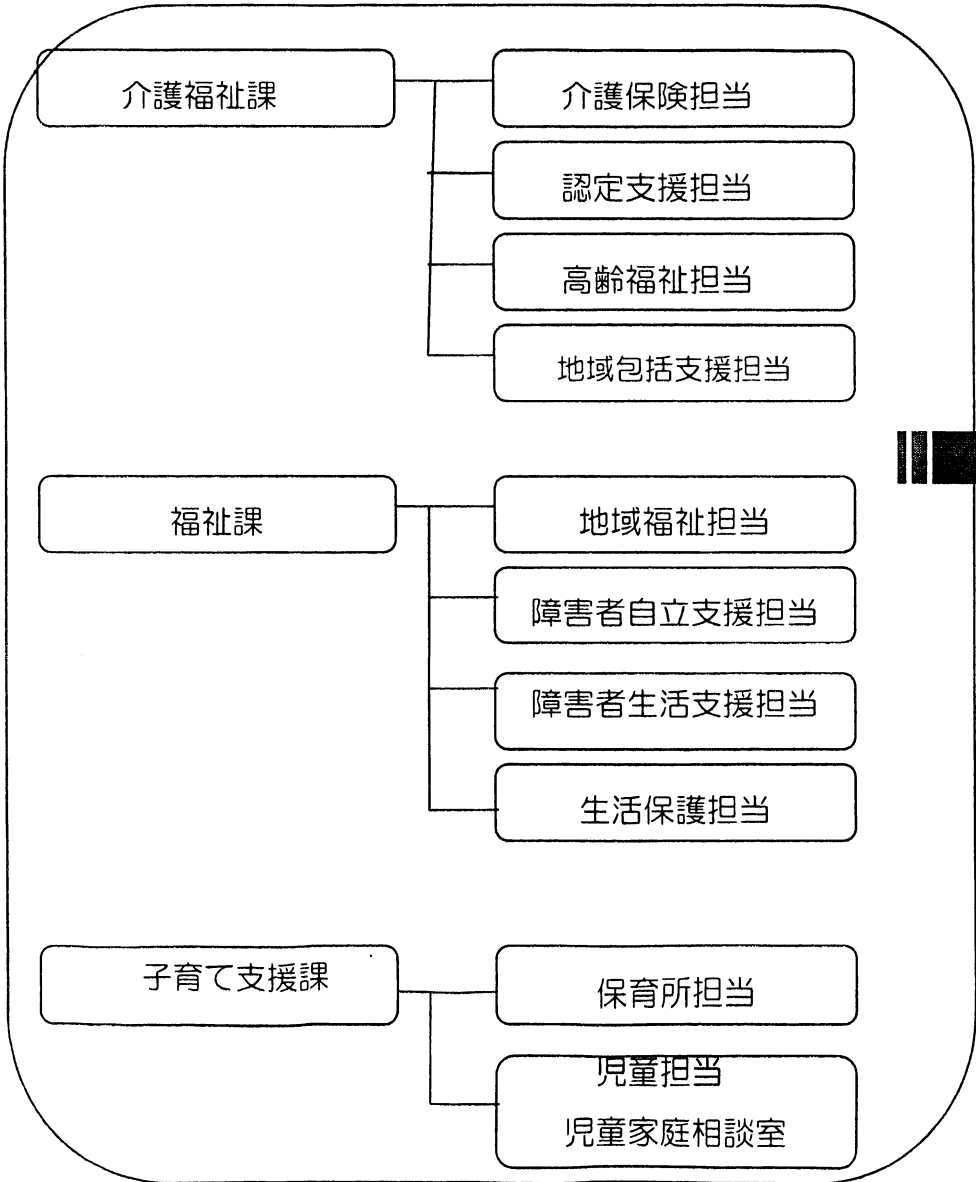 介護福祉課
介護保険担当
認定支援担当
高齢福祉担当
地域包括支援担当
福祉課
地域福祉担当
障害者自立支援担当
障害者生活支援担当
生活保護担当
子育て支援課
保育所担当
児童担当
児童家庭相談室